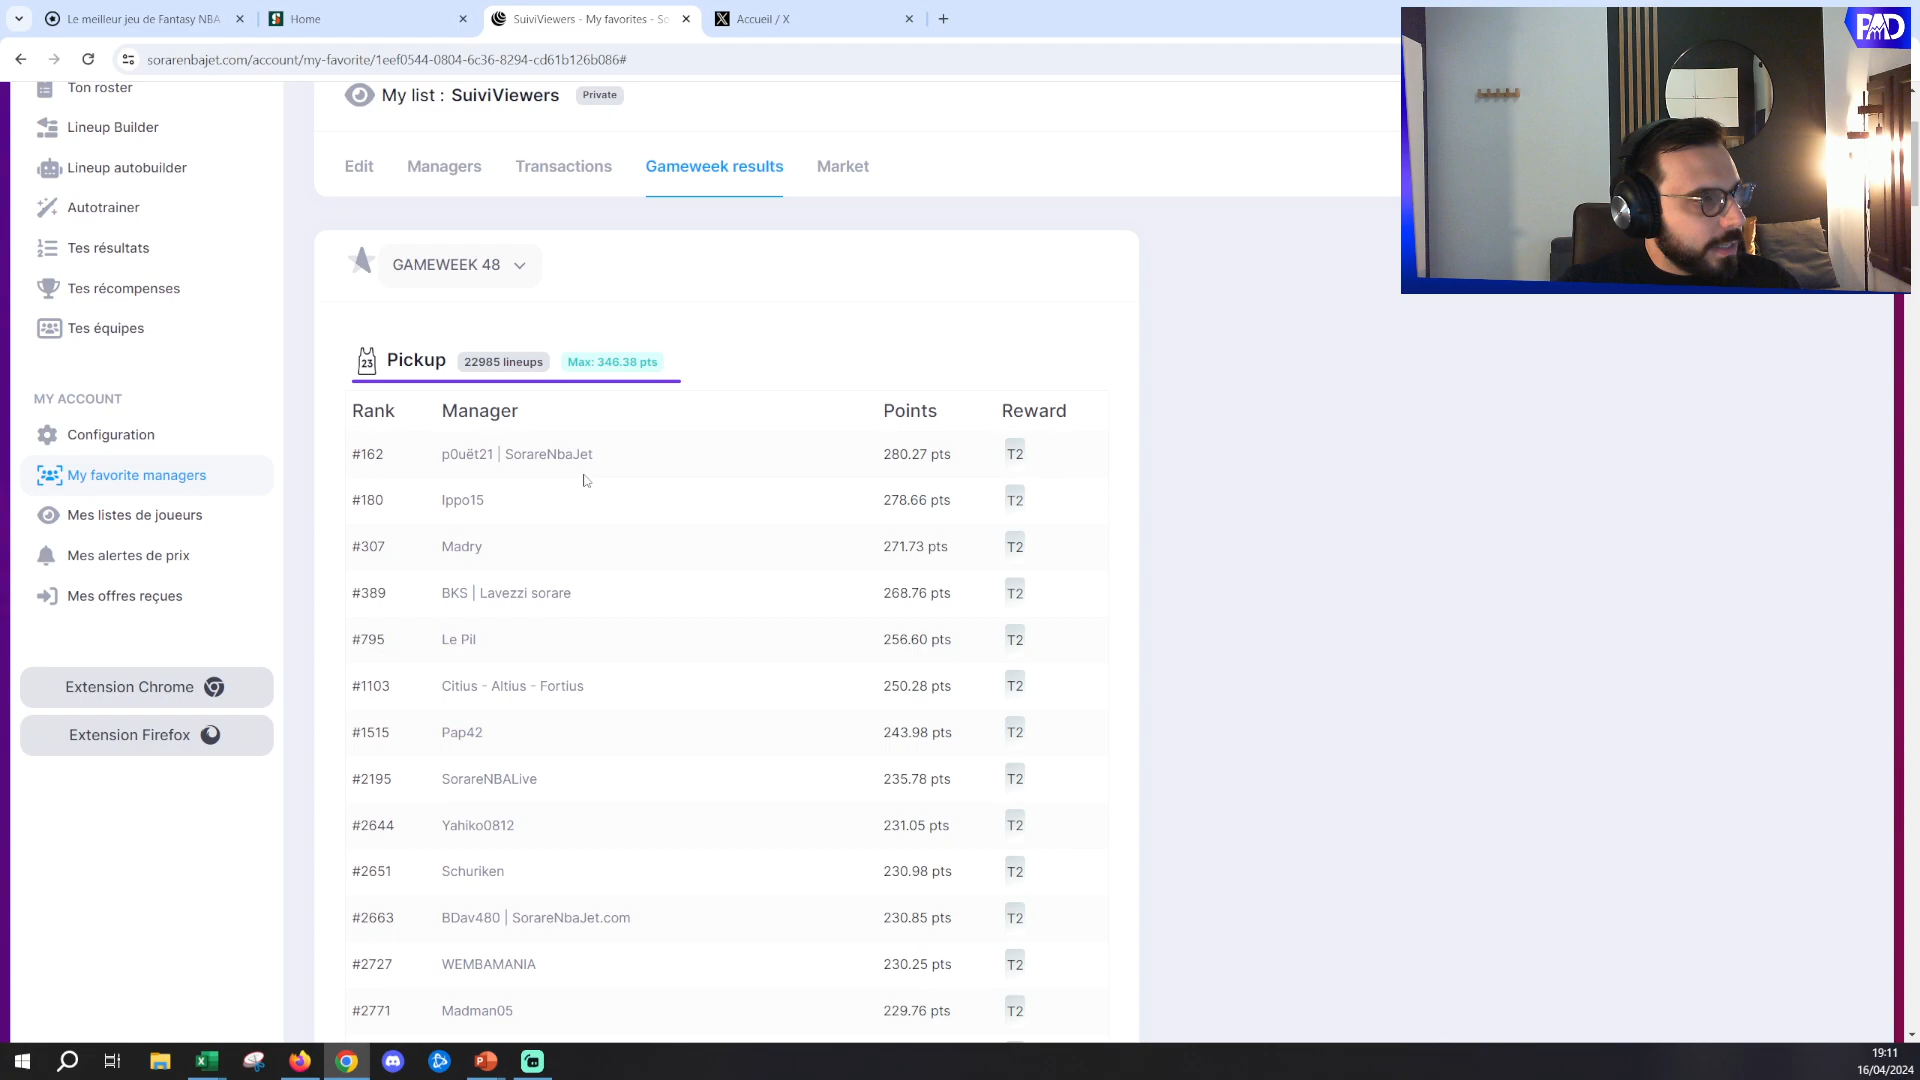 Le meilleur jeu de Fantasy NBA
Home
SuiviViewers - My favorites - So
Accueil / X
sorarenbajet.com/account/my-favorite/1eef0544-0804-6c36-8294-cd61b126b086#
PAD
Ton roster
Lineup Builder
Lineup autobuilder
Autotrainer
Tes résultats
Tes récompenses
Tes équipes
MY ACCOUNT
Configuration
My favorite managers
Mes listes de joueurs
Mes alertes de prix
Mes offres reçues
Extension Chrome
Extension Firefox
My list : SuiviViewers Private
Edit Managers Transactions Gameweek results Market
GAMEWEEK 48
23 Pickup 22985 lineups Max: 346.38 pts
Rank Manager Points Reward
#162 p0uët21 | SorareNbaJet 280.27 pts T2
#180 Ippo15 278.66 pts T2
#307 Madry 271.73 pts T2
#389 BKS | Lavezzi sorare 268.76 pts T2
#795 Le Pil 256.60 pts T2
#1103 Citius - Altius - Fortius 250.28 pts T2
#1515 Pap42 243.98 pts T2
#2195 SorareNBALive 235.78 pts T2
#2644 Yahiko0812 231.05 pts T2
#2651 Schuriken 230.98 pts T2
#2663 BDav480 | SorareNbaJet.com 230.85 pts T2
#2727 WEMBAMANIA 230.25 pts T2
#2771 Madman05 229.76 pts T2
19:11
16/04/2024